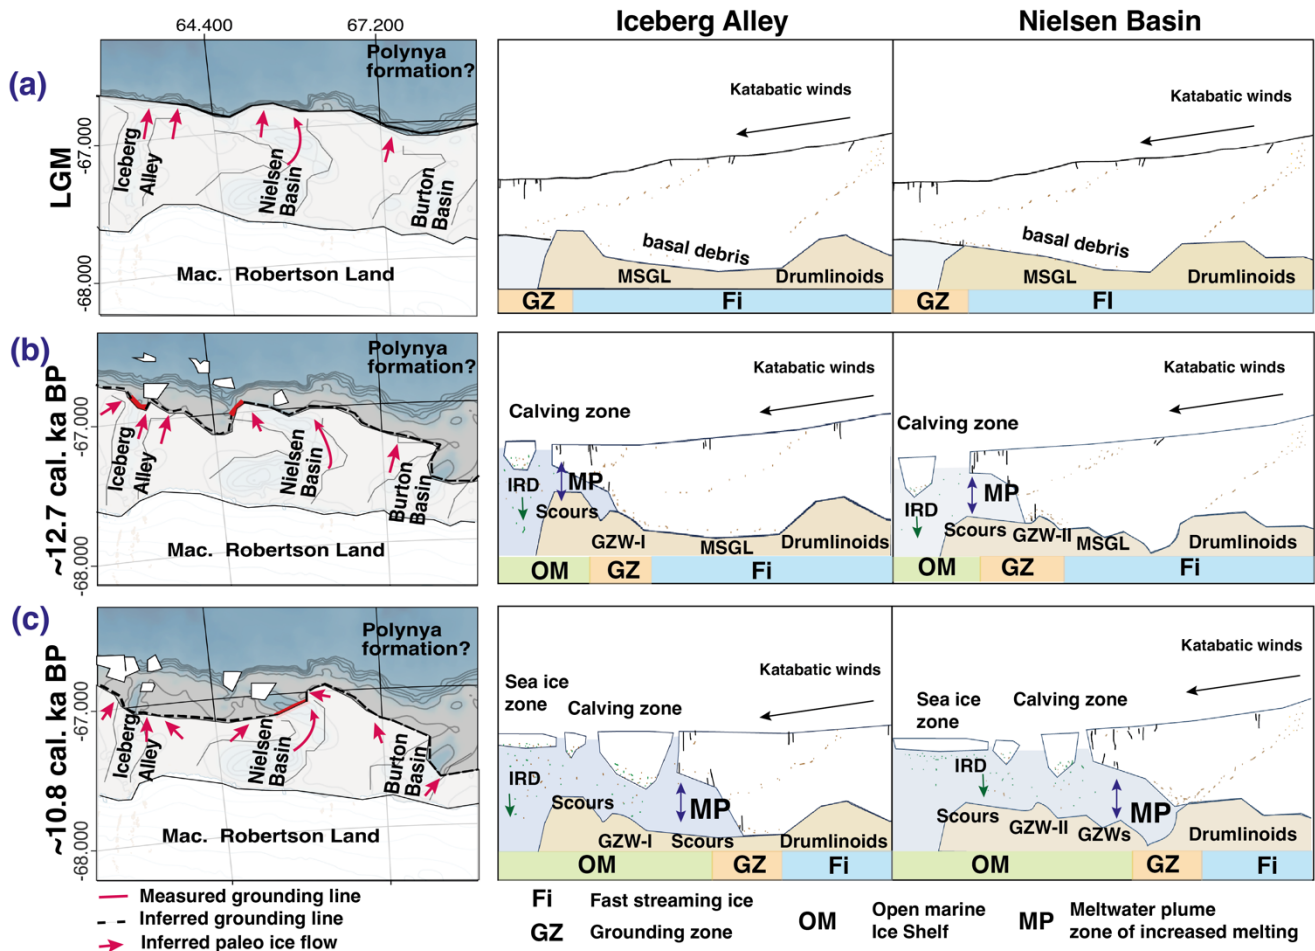 Iceberg Alley
Nielsen Basin
64.400
67.200
(a)
LGM
-67.000
-68.000
Polynya
formation?
Iceberg
Alley
Nielsen
Basin
Burton
Basin
Mac. Robertson Land
Katabatic winds
basal debris
MSGL
Drumlinoids
GZ
Fi
Katabatic winds
basal debris
MSGL
Drumlinoids
GZ
FI
(b)
~12.7 cal. ka BP
-67.000
-68.000
Polynya
formation?
Iceberg
Alley
Nielsen
Basin
Burton
Basin
Mac. Robertson Land
Katabatic winds
Calving zone
IRD
MP
Scours
GZW-I
MSGL
Drumlinoids
OM
GZ
Fi
Katabatic winds
Calving zone
IRD
MP
Scours
GZW-II
MSGL
Drumlinoids
OM
GZ
Fi
(c)
~10.8 cal. ka BP
-67.000
-68.000
Polynya
formation?
Iceberg
Alley
Nielsen
Basin
Burton
Basin
Mac. Robertson Land
Katabatic winds
Sea ice
zone
Calving zone
IRD
MP
Scours
GZW-I
Scours
Drumlinoids
OM
GZ
Fi
Katabatic winds
Sea ice
zone
Calving zone
IRD
MP
Scours
GZW-II
GZWs
Drumlinoids
OM
GZ
Fi
Measured grounding line
Inferred grounding line
Inferred paleo ice flow
Fi Fast streaming ice
GZ Grounding zone
OM Open marine
Ice Shelf
MP Meltwater plume
zone of increased melting